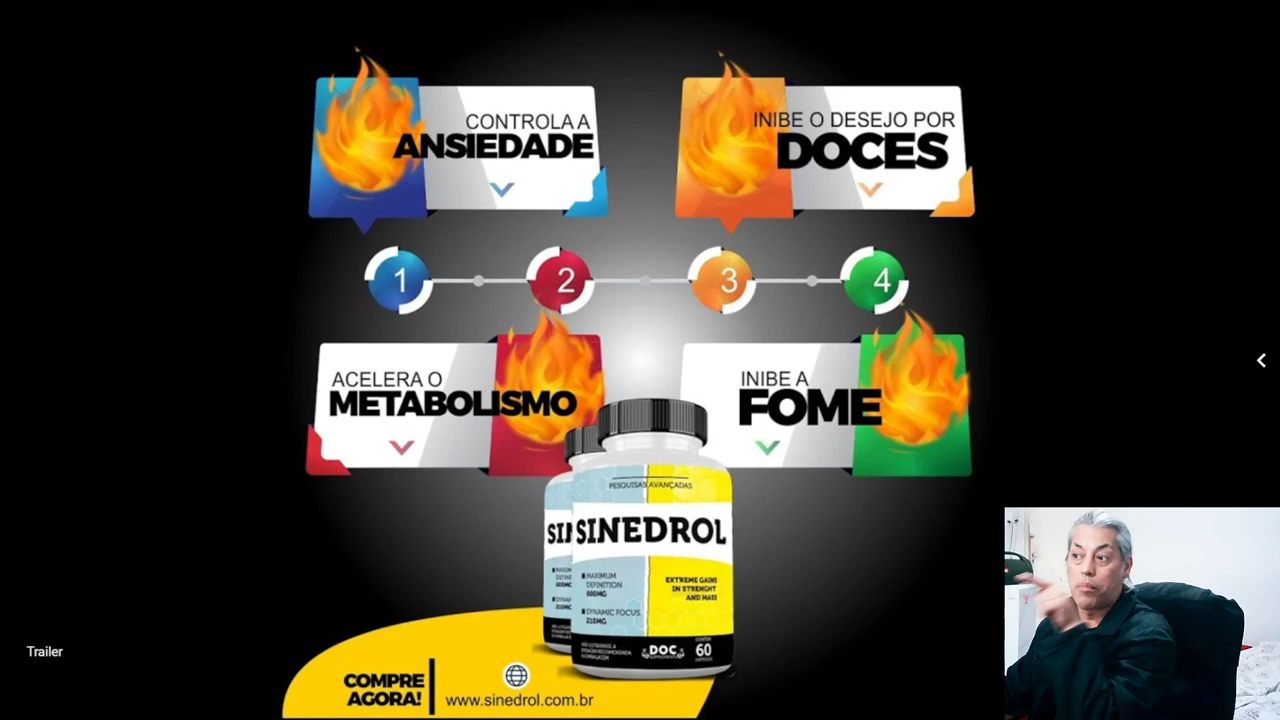 CONTROLA A
ANSIEDADE
INIBE O DESEJO POR
DOCES
1
2
3
4
ACELERA O
METABOLISMO
INIBE A
FOME
PESQUISAS AVANÇADAS
SINEDROL
MAXIMUM
DEFINITION
600MG
DYNAMIC FOCUS
210MG
EXTREME GAINS
IN STRENGHT
AND MASS
DOC
CONTÉM
60
CÁPSULAS
Trailer
COMPRE
AGORA!
www.sinedrol.com.br